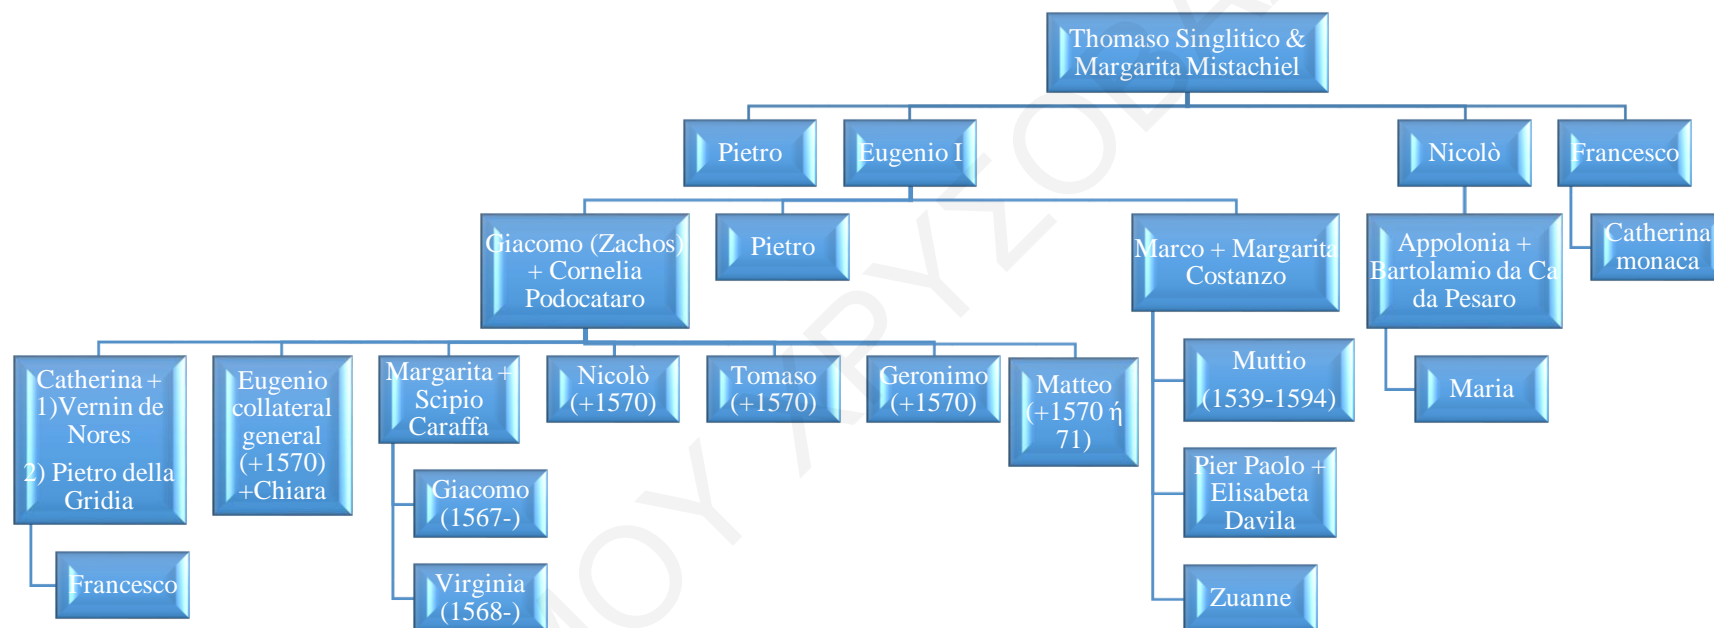 Thomaso Singlitico &
Margarita Mistachiel
Pietro
Eugenio I
Nicolò
Francesco
Giacomo (Zachos)
+ Cornelia
Podocataro
Pietro
Marco + Margarita
Costanzo
Appolonia +
Bartolamio da Ca
da Pesaro
Catherina
monaca
Catherina +
1)Vernin de
Nores
2) Pietro della
Gridia
Eugenio
collateral
general
(+1570)
+Chiara
Margarita +
Scipio
Caraffa
Nicolò
(+1570)
Tomaso
(+1570)
Geronimo
(+1570)
Matteo
(+1570 ή
71)
Muttio
(1539-1594)
Maria
Pier Paolo +
Elisabeta
Davila
Giacomo
(1567-)
Francesco
Virginia
(1568-)
Zuanne
ΜΟΥ ΧΡΥΣΟΒΑ